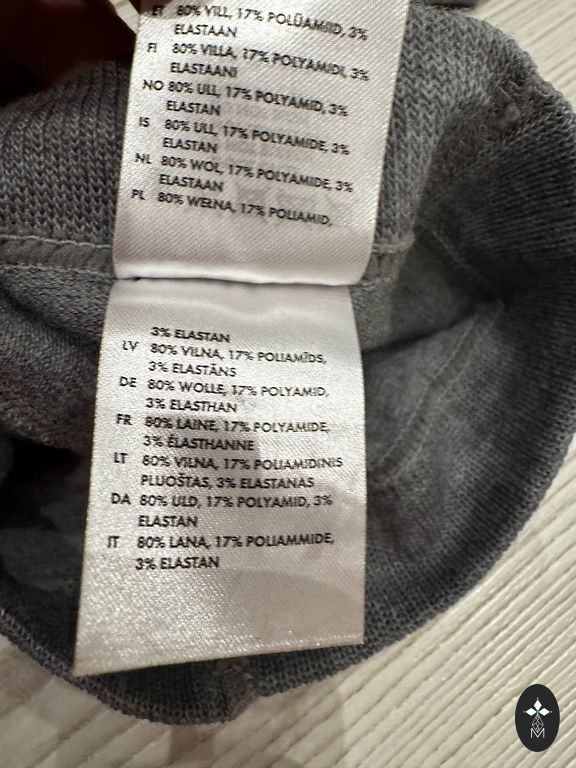 ET 80% VILL, 17% POLÜAMIID, 3%
ELASTAAN
FI 80% VILLA, 17% POLYAMIDI, 3%
ELASTAANI
NO 80% ULL, 17% POLYAMID, 3%
ELASTAN
IS 80% ULL, 17% POLYAMIDE, 3%
ELASTAN
NL 80% WOL, 17% POLYAMIDE, 3%
ELASTAAN
PL 80% WEŁNA, 17% POLIAMID,
3% ELASTAN
LV 80% VILNA, 17% POLIAMĪDS,
3% ELASTĀNS
DE 80% WOLLE, 17% POLYAMID,
3% ELASTHAN
FR 80% LAINE, 17% POLYAMIDE,
3% ÉLASTHANNE
LT 80% VILNA, 17% POLIAMIDINIS
PLUOŠTAS, 3% ELASTANAS
DA 80% ULD, 17% POLYAMID, 3%
ELASTAN
IT 80% LANA, 17% POLIAMMIDE,
3% ELASTAN
M